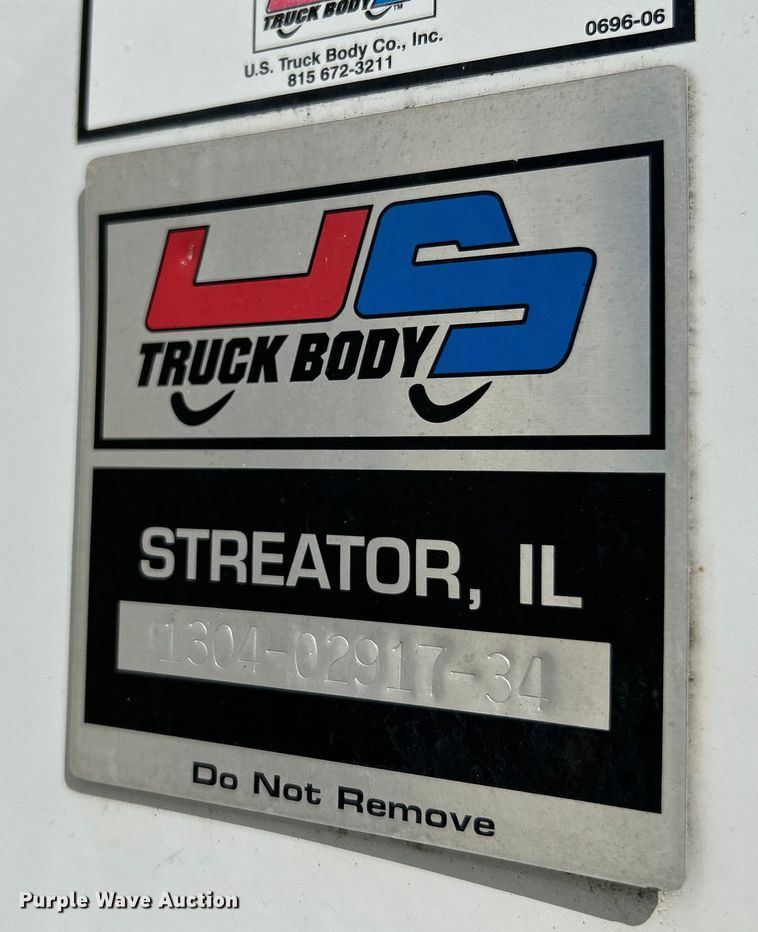 TRUCK BODY™
U.S. Truck Body Co., Inc.
815 672-3211
0696-06
US
TRUCK BODY
STREATOR, IL
1304-02917-34
Do Not Remove
Purple Wave Auction